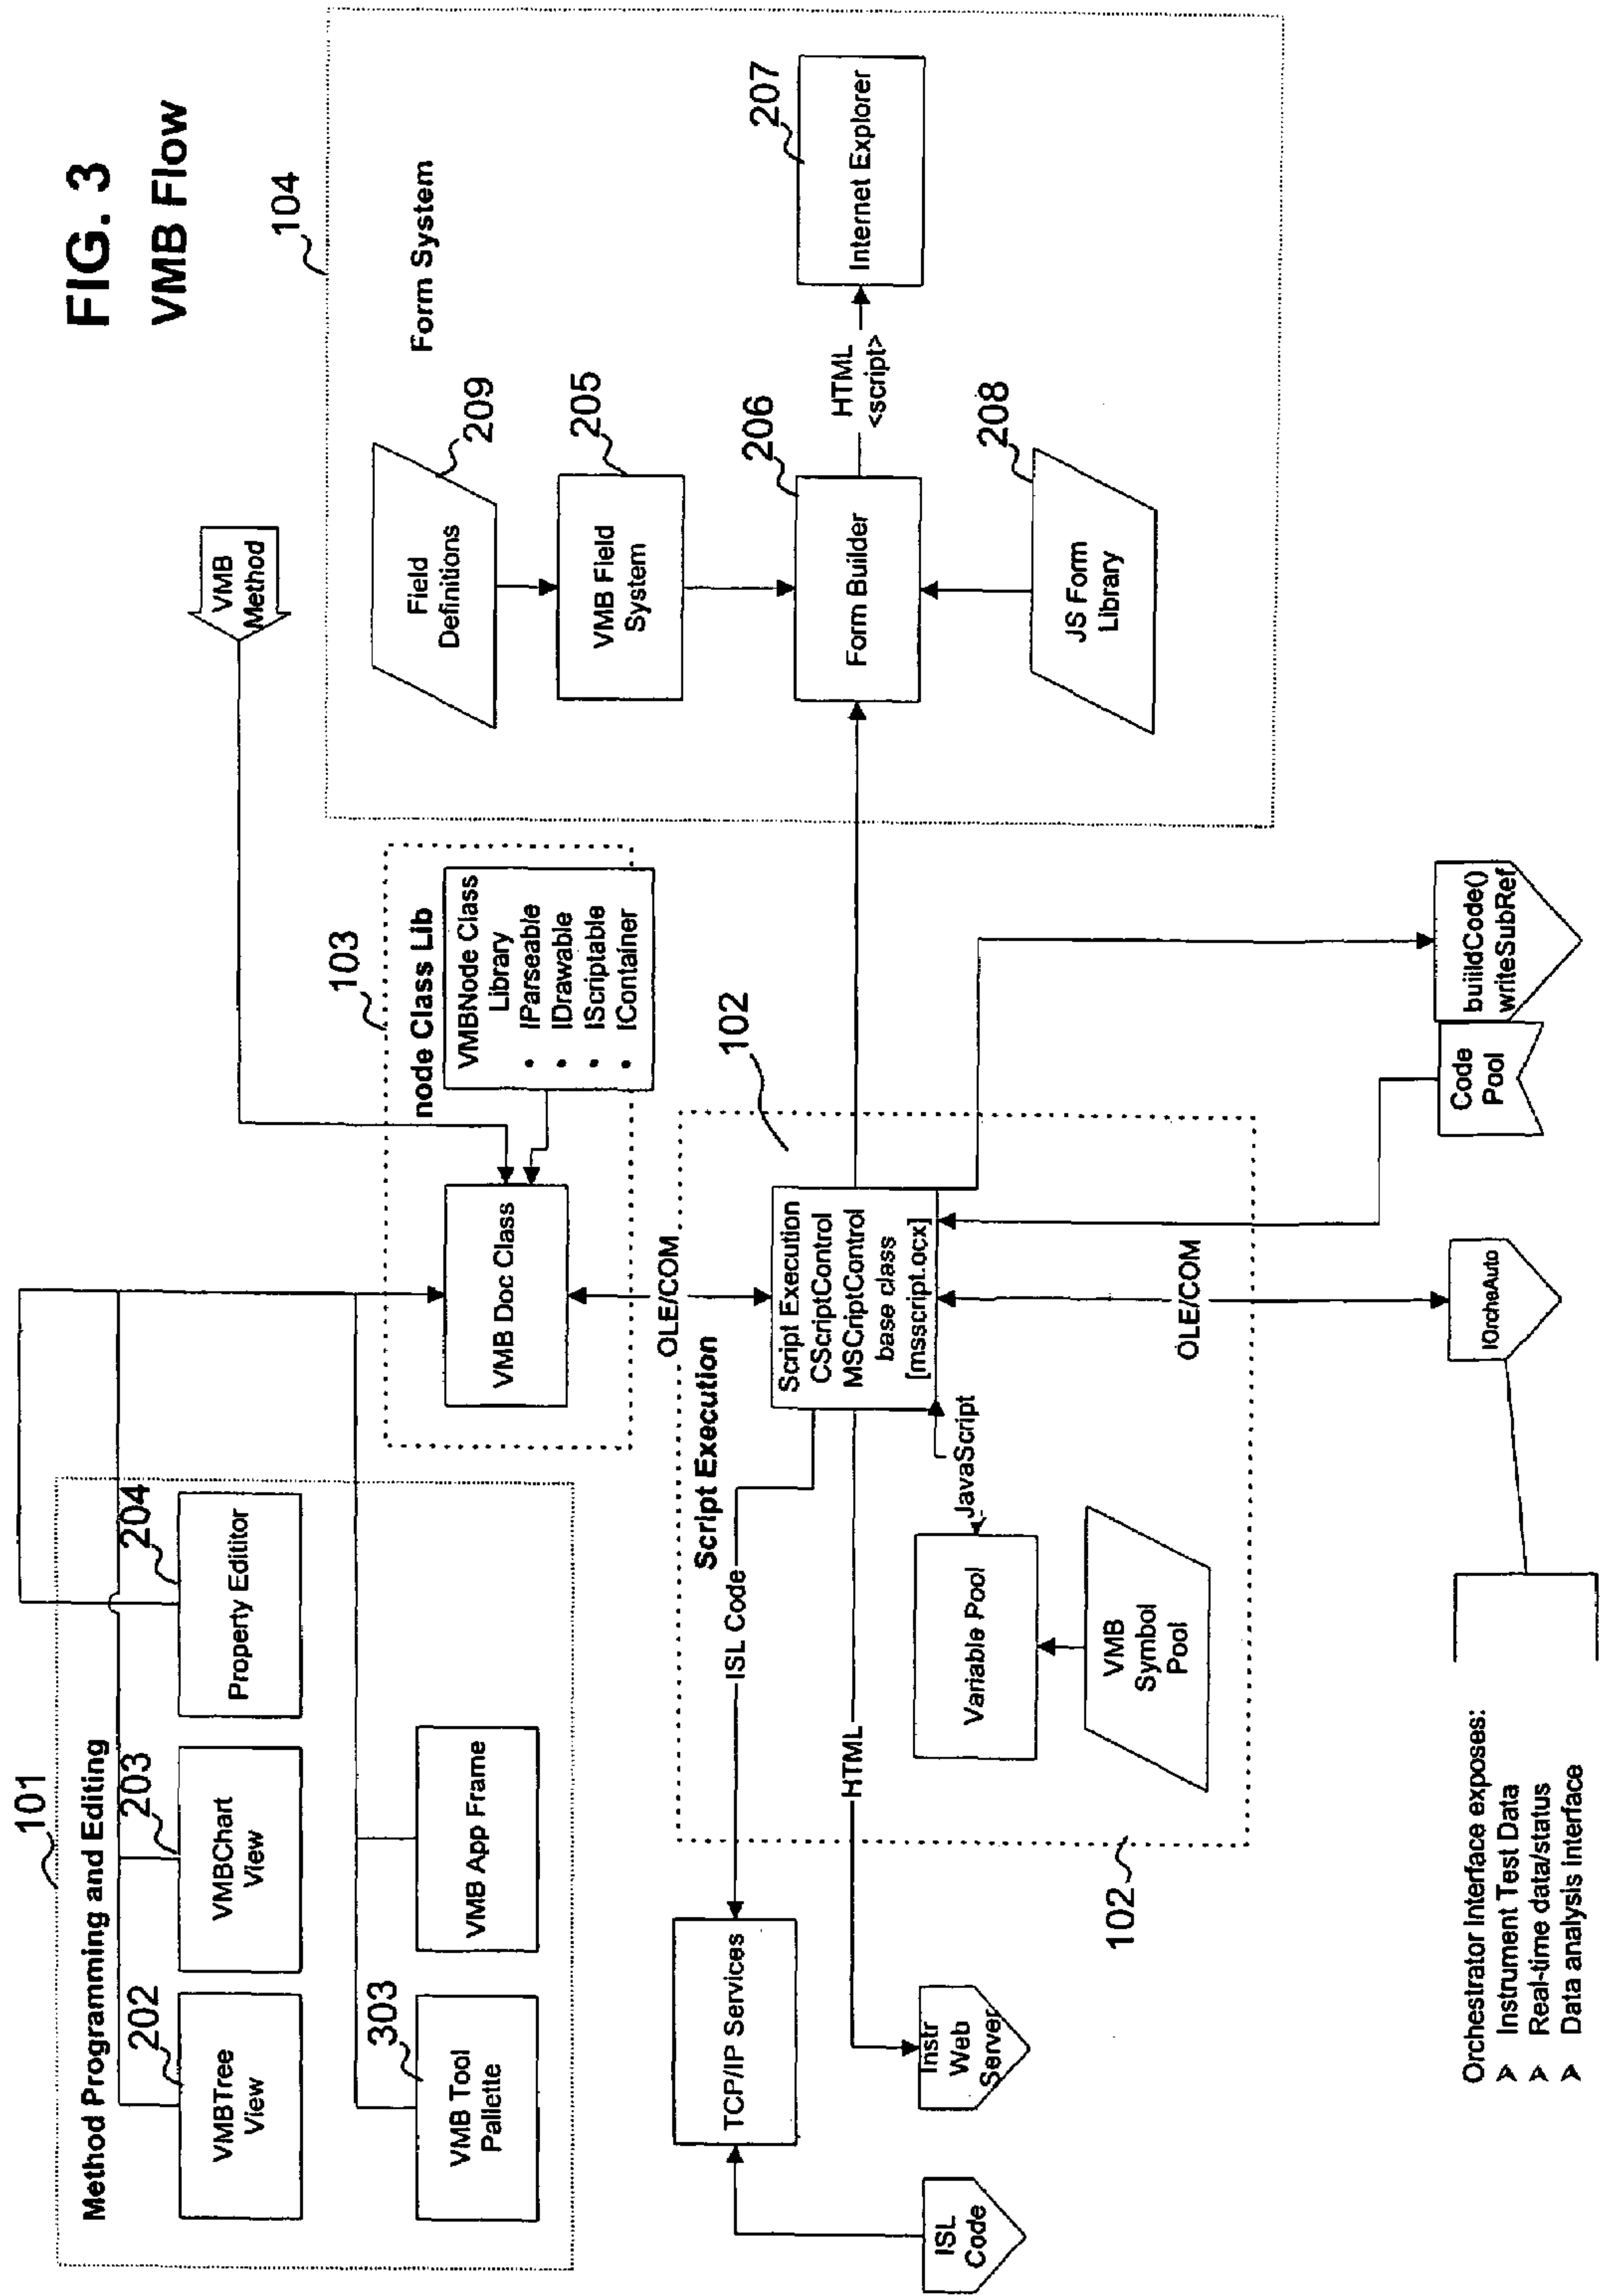 FIG. 3
VMB Flow
101
Method Programming and Editing
202
VMBTree
View
203
VMBChart
View
204
Property Editor
303
VMB Tool
Pallette
VMB App Frame
VMB
Method
103
node Class Lib
VMB Doc Class
VMBNode Class
Library
• IParseable
• IDrawable
• IScriptable
• IContainer
104
Form System
209
Field
Definitions
205
VMB Field
System
206
Form Builder
HTML
<script>
207
Internet Explorer
208
JS Form
Library
OLE/COM
102
Script Execution
Script Execution
CScriptControl
MSCriptControl
base class
[msscript.ocx]
ISL Code
HTML
JavaScript
Variable Pool
VMB
Symbol
Pool
OLE/COM
102
TCP/IP Services
ISL
Code
Instr
Web
Server
Code
Pool
builldCode()
writeSubRef
IOrcheAuto
Orchestrator Interface exposes:
➢ Instrument Test Data
➢ Real-time data/status
➢ Data analysis interface